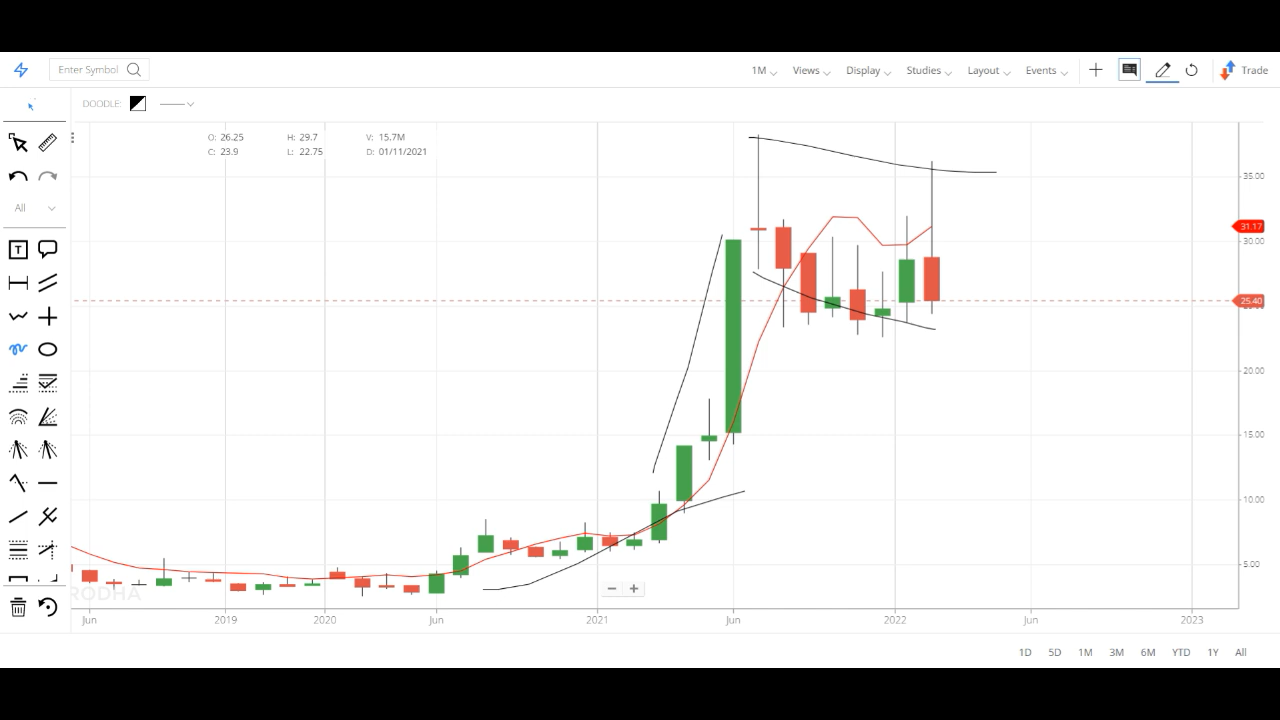 Enter Symbol
1M Views Display Studies Layout Events Trade
DOODLE:
O: 26.25 H: 29.7 V: 15.7M
C: 23.9 L: 22.75 D: 01/11/2021
All
T
35.00
31.17
30.00
25.40
20.00
15.00
10.00
5.00
RODHA
Jun 2019 2020 Jun 2021 Jun 2022 Jun 2023
1D 5D 1M 3M 6M YTD 1Y All